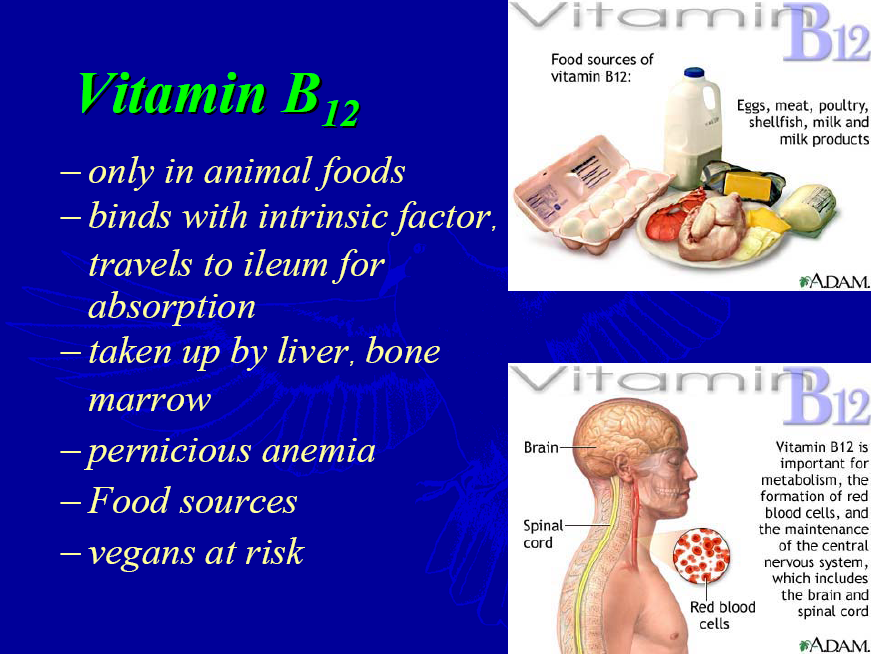 Vitamin B12
– only in animal foods
– binds with intrinsic factor,
travels to ileum for
absorption
– taken up by liver, bone
marrow
– pernicious anemia
– Food sources
– vegans at risk
Vitamin B12
Food sources of
vitamin B12:
Eggs, meat, poultry,
shellfish, milk and
milk products
A.D.A.M.
Vitamin B12
Brain
Spinal
cord
Red blood
cells
Vitamin B12 is
important for
metabolism, the
formation of red
blood cells, and
the maintenance
of the central
nervous system,
which includes
the brain and
spinal cord
A.D.A.M.